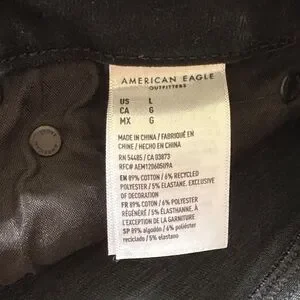 AMERICAN EAGLE
OUTFITTERS
US L
CA G
MX G
MADE IN CHINA / FABRIQUÉ EN
CHINE / HECHO EN CHINA
RN 54485 / CA 03873
RFC# AEM1206050U9A
EN 89% COTTON / 6% RECYCLED
POLYESTER / 5% ELASTANE. EXCLUSIVE
OF DECORATION
FR 89% COTON / 6% POLYESTER
RÉGÉNÉRÉ / 5% ÉLASTHANNE. À
L'EXCEPTION DE LA GARNITURE
SP 89% algodón / 6% poliéster
reciclado / 5% elastano